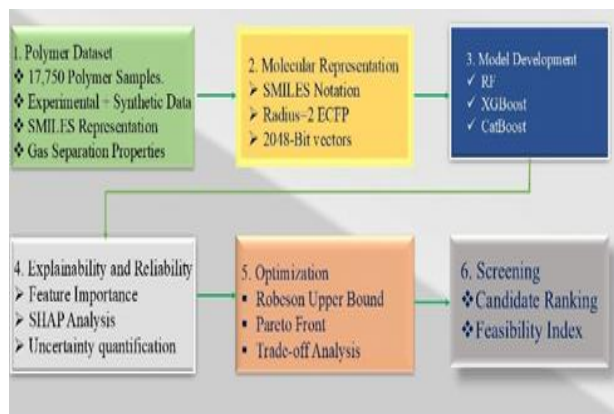 1. Polymer Dataset
❖ 17,750 Polymer Samples.
❖ Experimental + Synthetic Data
❖ SMILES Representation
❖ Gas Separation Properties
2. Molecular Representation
➢ SMILES Notation
➢ Radius-2 ECFP
➢ 2048-Bit vectors
3. Model Development
✓ RF
✓ XGBoost
✓ CatBoost
4. Explainability and Reliability
➢ Feature Importance
➢ SHAP Analysis
➢ Uncertainty quantification
5. Optimization
▪ Robeson Upper Bound
▪ Pareto Front
▪ Trade-off Analysis
6. Screening
❖Candidate Ranking
❖Feasibility Index